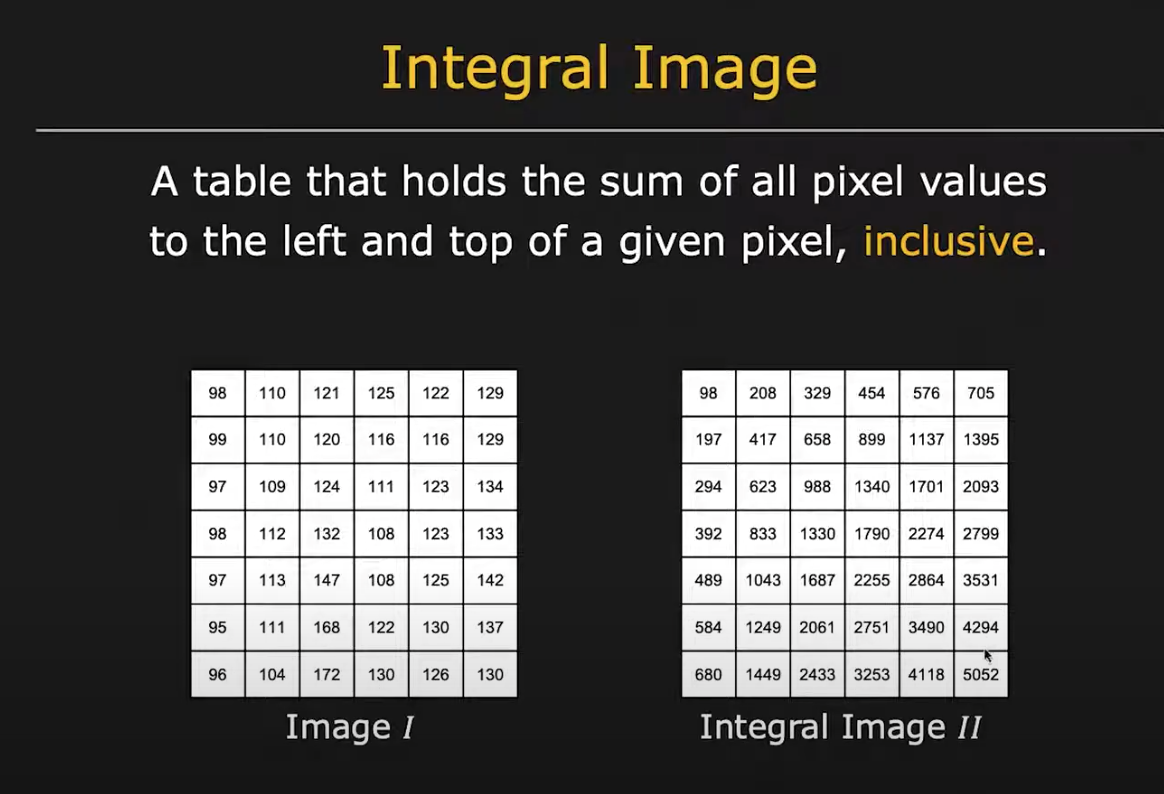 Integral Image
A table that holds the sum of all pixel values
to the left and top of a given pixel, inclusive.
98 110 121 125 122 129
99 110 120 116 116 129
97 109 124 111 123 134
98 112 132 108 123 133
97 113 147 108 125 142
95 111 168 122 130 137
96 104 172 130 126 130
Image I
98 208 329 454 576 705
197 417 658 899 1137 1395
294 623 988 1340 1701 2093
392 833 1330 1790 2274 2799
489 1043 1687 2255 2864 3531
584 1249 2061 2751 3490 4294
680 1449 2433 3253 4118 5052
Integral Image II